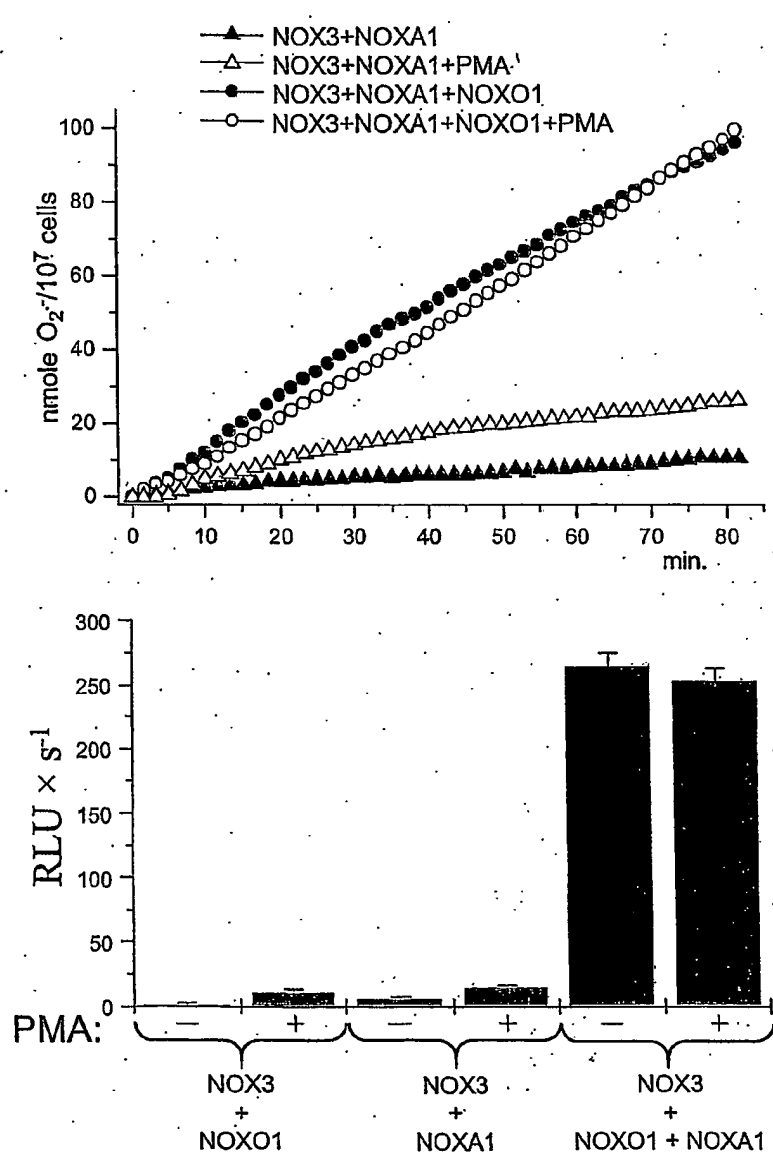 NOX3+NOXA1
NOX3+NOXA1+PMA
NOX3+NOXA1+NOXO1
NOX3+NOXA1+NOXO1+PMA
nmole O₂·⁻/10⁷ cells
100
80
60
40
20
0
0 10 20 30 40 50 60 70 80
min.
RLU × s⁻¹
300
250
200
150
100
50
0
PMA: − + − + − +
NOX3 NOX3 NOX3
+ + +
NOXO1 NOXA1 NOXO1 + NOXA1